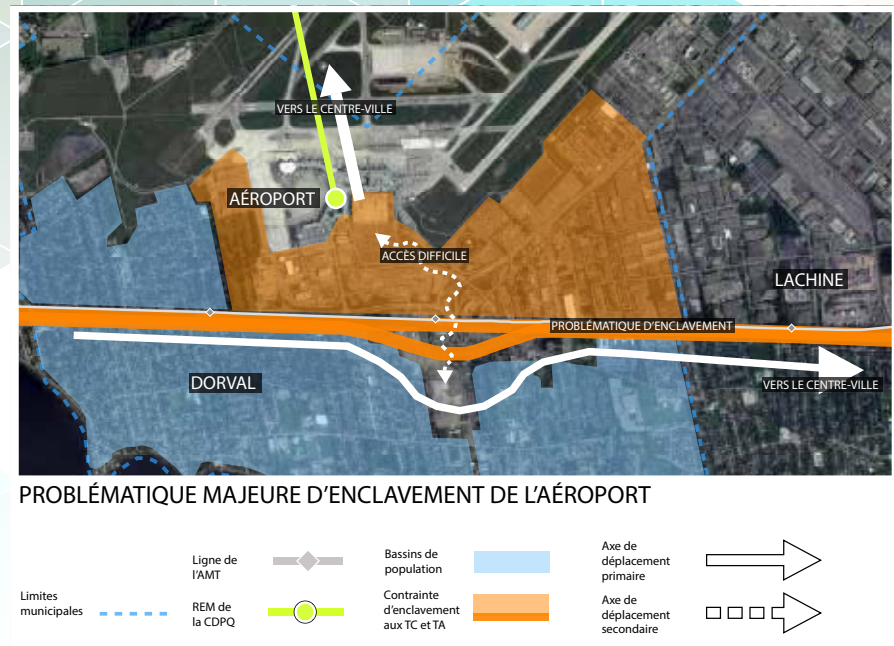 VERS LE CENTRE-VILLE
AÉROPORT
ACCÈS DIFFICILE
LACHINE
PROBLÉMATIQUE D'ENCLAVEMENT
DORVAL
VERS LE CENTRE-VILLE
PROBLÉMATIQUE MAJEURE D'ENCLAVEMENT DE L'AÉROPORT
Limites
municipales
Ligne de
l'AMT
REM de
la CDPQ
Bassins de
population
Contrainte
d'enclavement
aux TC et TA
Axe de
déplacement
primaire
Axe de
déplacement
secondaire